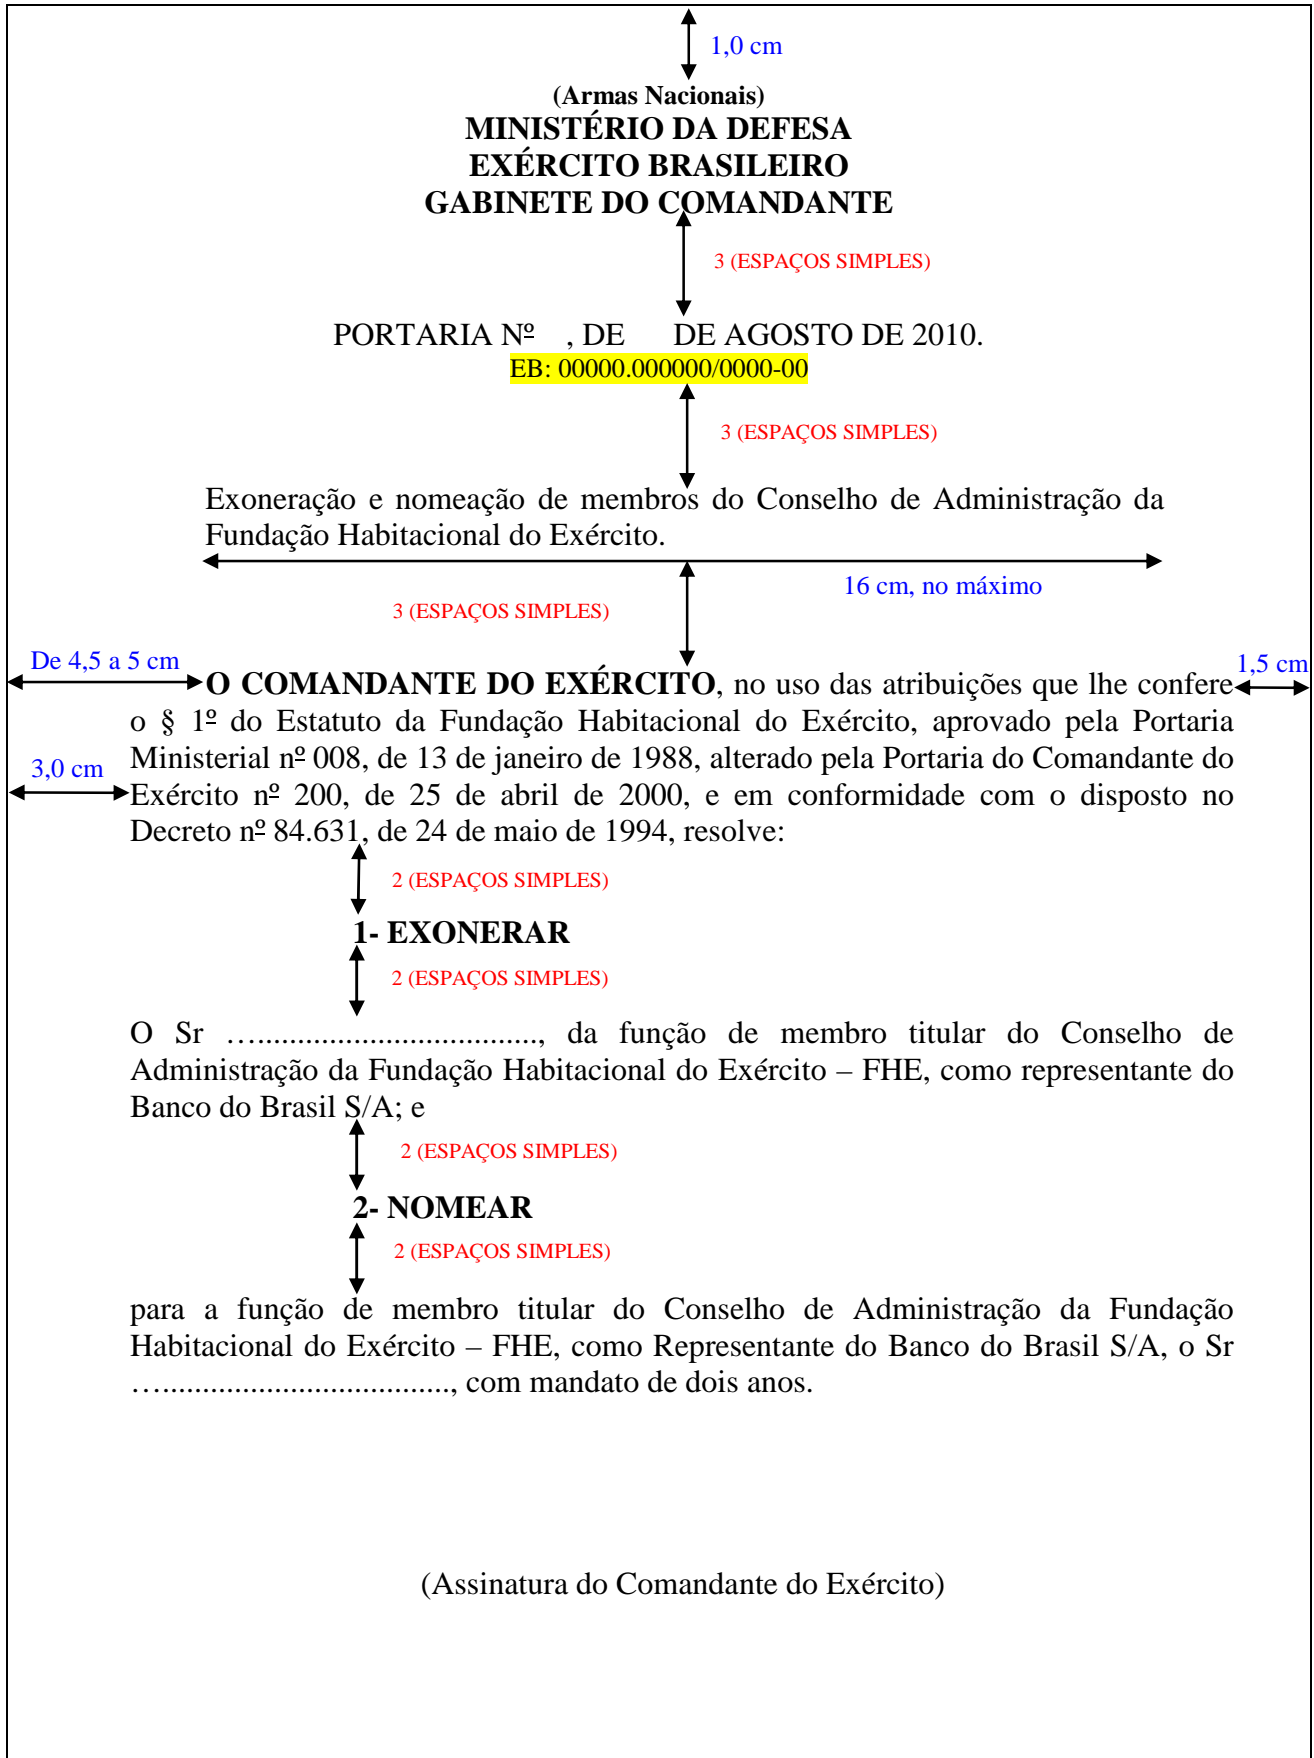 1,0 cm
(Armas Nacionais)
MINISTÉRIO DA DEFESA
EXÉRCITO BRASILEIRO
GABINETE DO COMANDANTE
3 (ESPAÇOS SIMPLES)
PORTARIA Nº , DE DE AGOSTO DE 2010.
EB: 00000.000000/0000-00
3 (ESPAÇOS SIMPLES)
Exoneração e nomeação de membros do Conselho de Administração da
Fundação Habitacional do Exército.
16 cm, no máximo
3 (ESPAÇOS SIMPLES)
De 4,5 a 5 cm
1,5 cm
O COMANDANTE DO EXÉRCITO, no uso das atribuições que lhe confere
o § 1º do Estatuto da Fundação Habitacional do Exército, aprovado pela Portaria
Ministerial nº 008, de 13 de janeiro de 1988, alterado pela Portaria do Comandante do
3,0 cm
Exército nº 200, de 25 de abril de 2000, e em conformidade com o disposto no
Decreto nº 84.631, de 24 de maio de 1994, resolve:
2 (ESPAÇOS SIMPLES)
1- EXONERAR
2 (ESPAÇOS SIMPLES)
O Sr …..................................., da função de membro titular do Conselho de
Administração da Fundação Habitacional do Exército – FHE, como representante do
Banco do Brasil S/A; e
2 (ESPAÇOS SIMPLES)
2- NOMEAR
2 (ESPAÇOS SIMPLES)
para a função de membro titular do Conselho de Administração da Fundação
Habitacional do Exército – FHE, como Representante do Banco do Brasil S/A, o Sr
…...................................., com mandato de dois anos.
(Assinatura do Comandante do Exército)